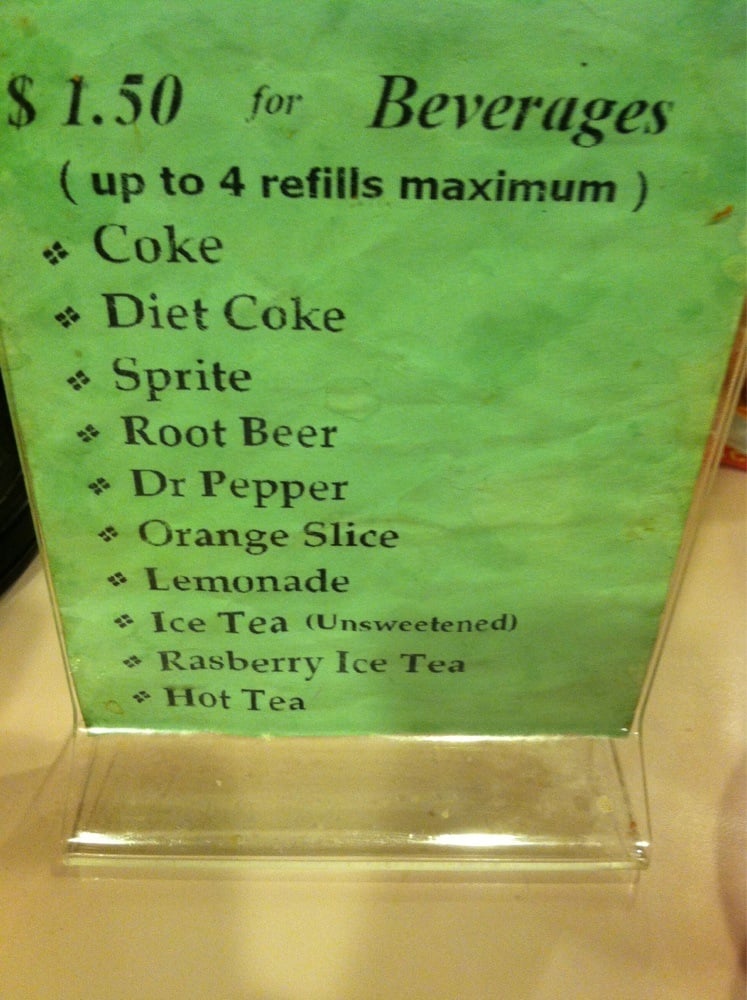 $ 1.50 for Beverages
( up to 4 refills maximum )
❖ Coke
❖ Diet Coke
❖ Sprite
❖ Root Beer
❖ Dr Pepper
❖ Orange Slice
❖ Lemonade
❖ Ice Tea (Unsweetened)
❖ Rasberry Ice Tea
❖ Hot Tea